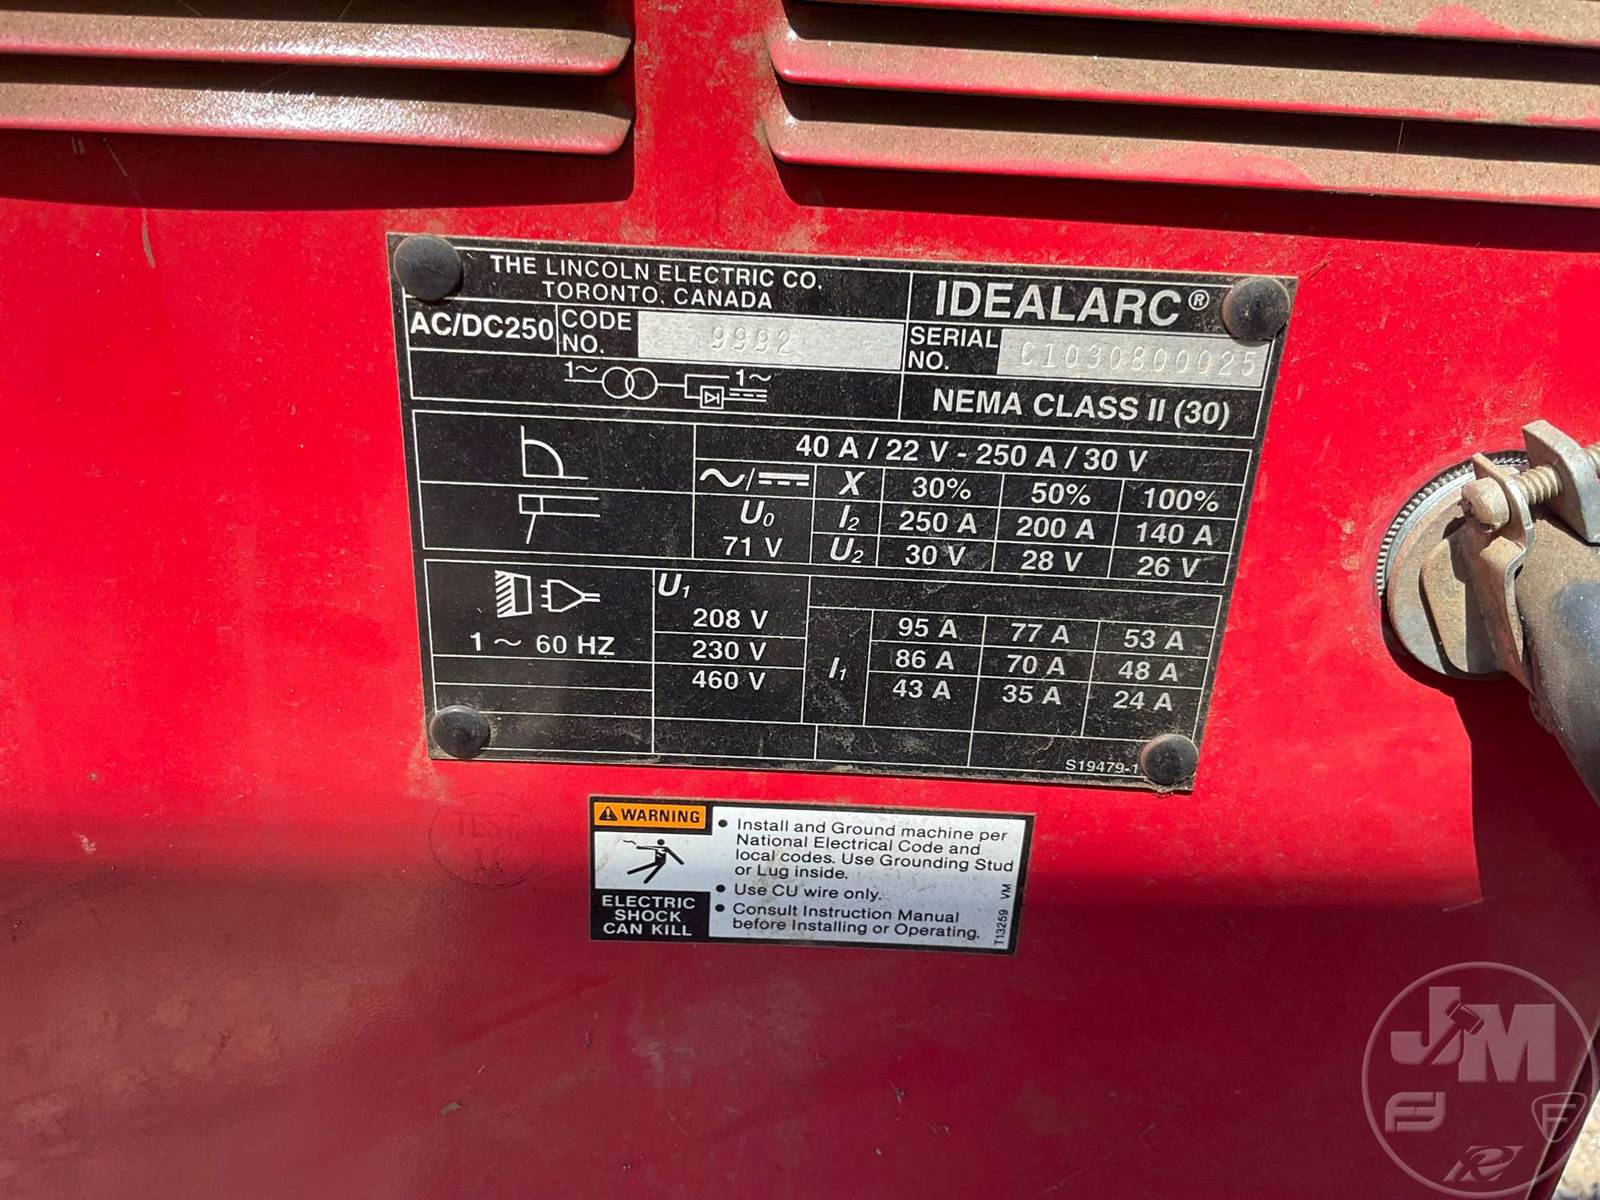 THE LINCOLN ELECTRIC CO.
TORONTO, CANADA
IDEALARC®
AC/DC250
CODE NO. 9992
SERIAL NO. C1030800025
1~ 1~
NEMA CLASS II (30)
40 A / 22 V - 250 A / 30 V
X 30% 50% 100%
U0 71 V
I2 250 A 200 A 140 A
U2 30 V 28 V 26 V
1 ~ 60 HZ
U1
I1
208 V 95 A 77 A 53 A
230 V 86 A 70 A 48 A
460 V 43 A 35 A 24 A
S19479-1
TEST
WARNING
ELECTRIC
SHOCK
CAN KILL
• Install and Ground machine per
National Electrical Code and
local codes. Use Grounding Stud
or Lug inside.
• Use CU wire only.
• Consult Instruction Manual
before Installing or Operating.
T13259 VM
JM